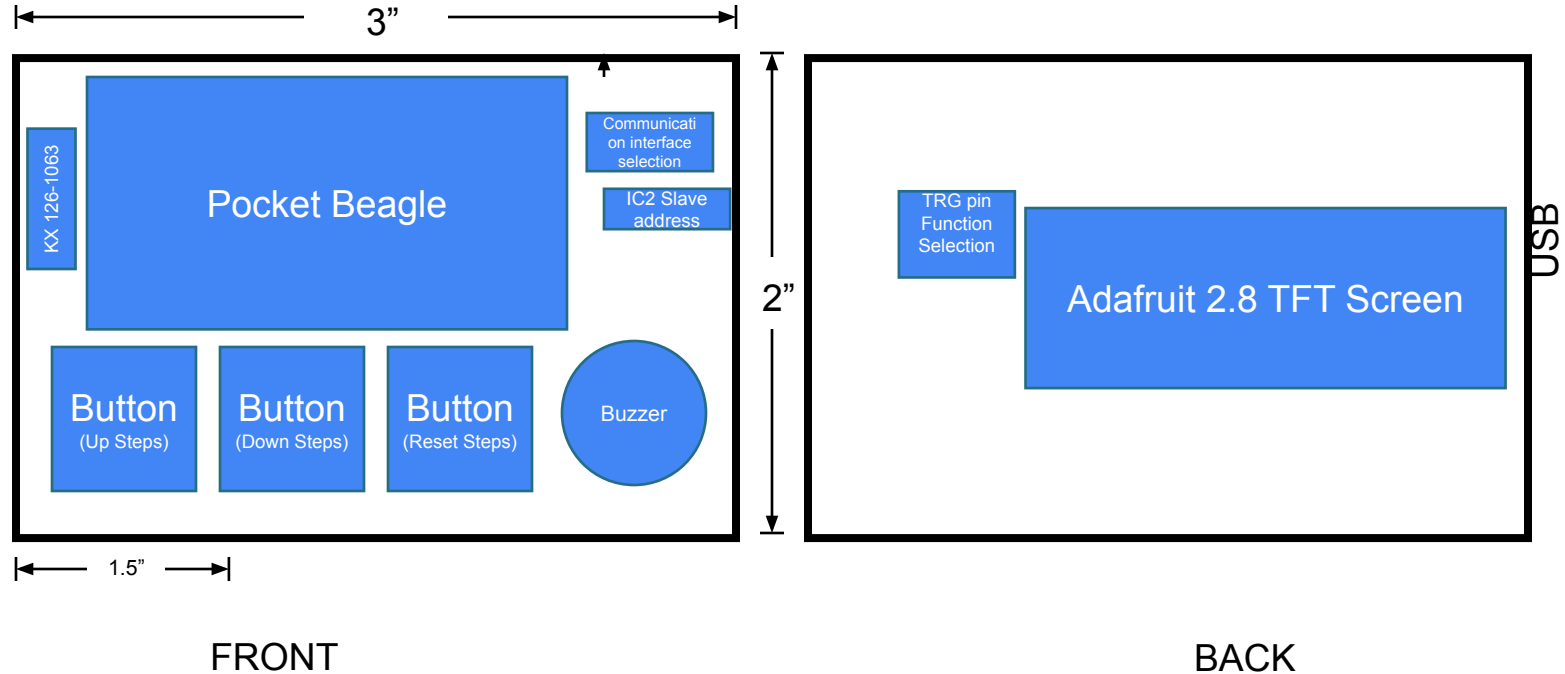 3”
KX 126-1063
Pocket Beagle
Communicati
on interface
selection
IC2 Slave
address
Button
(Up Steps)
Button
(Down Steps)
Button
(Reset Steps)
Buzzer
1.5”
FRONT
2”
TRG pin
Function
Selection
Adafruit 2.8 TFT Screen
USB
BACK